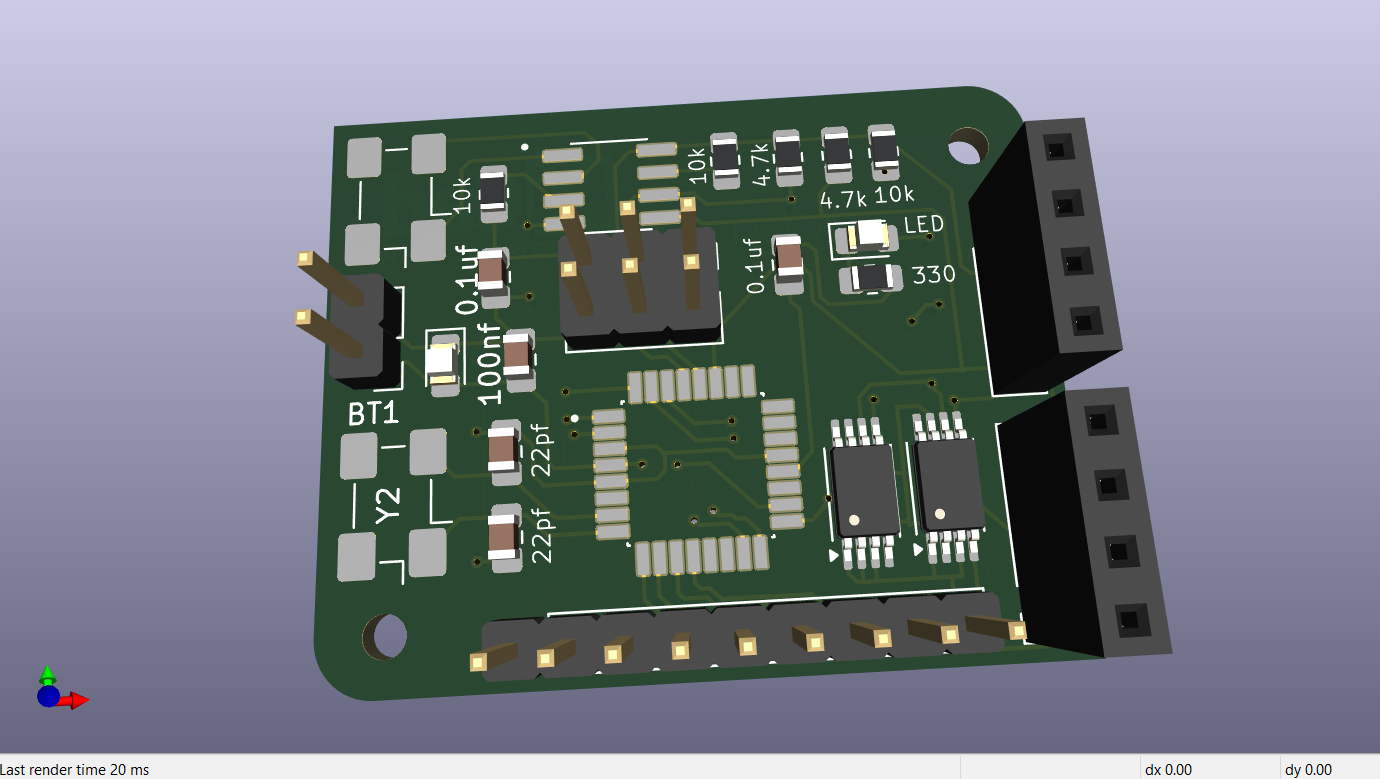 10k
10k
4.7k
4.7k
10k
LED
0.1uf
0.1uf
330
100nf
BT1
22pf
Y2
22pf
Last render time 20 ms
dx 0.00
dy 0.00